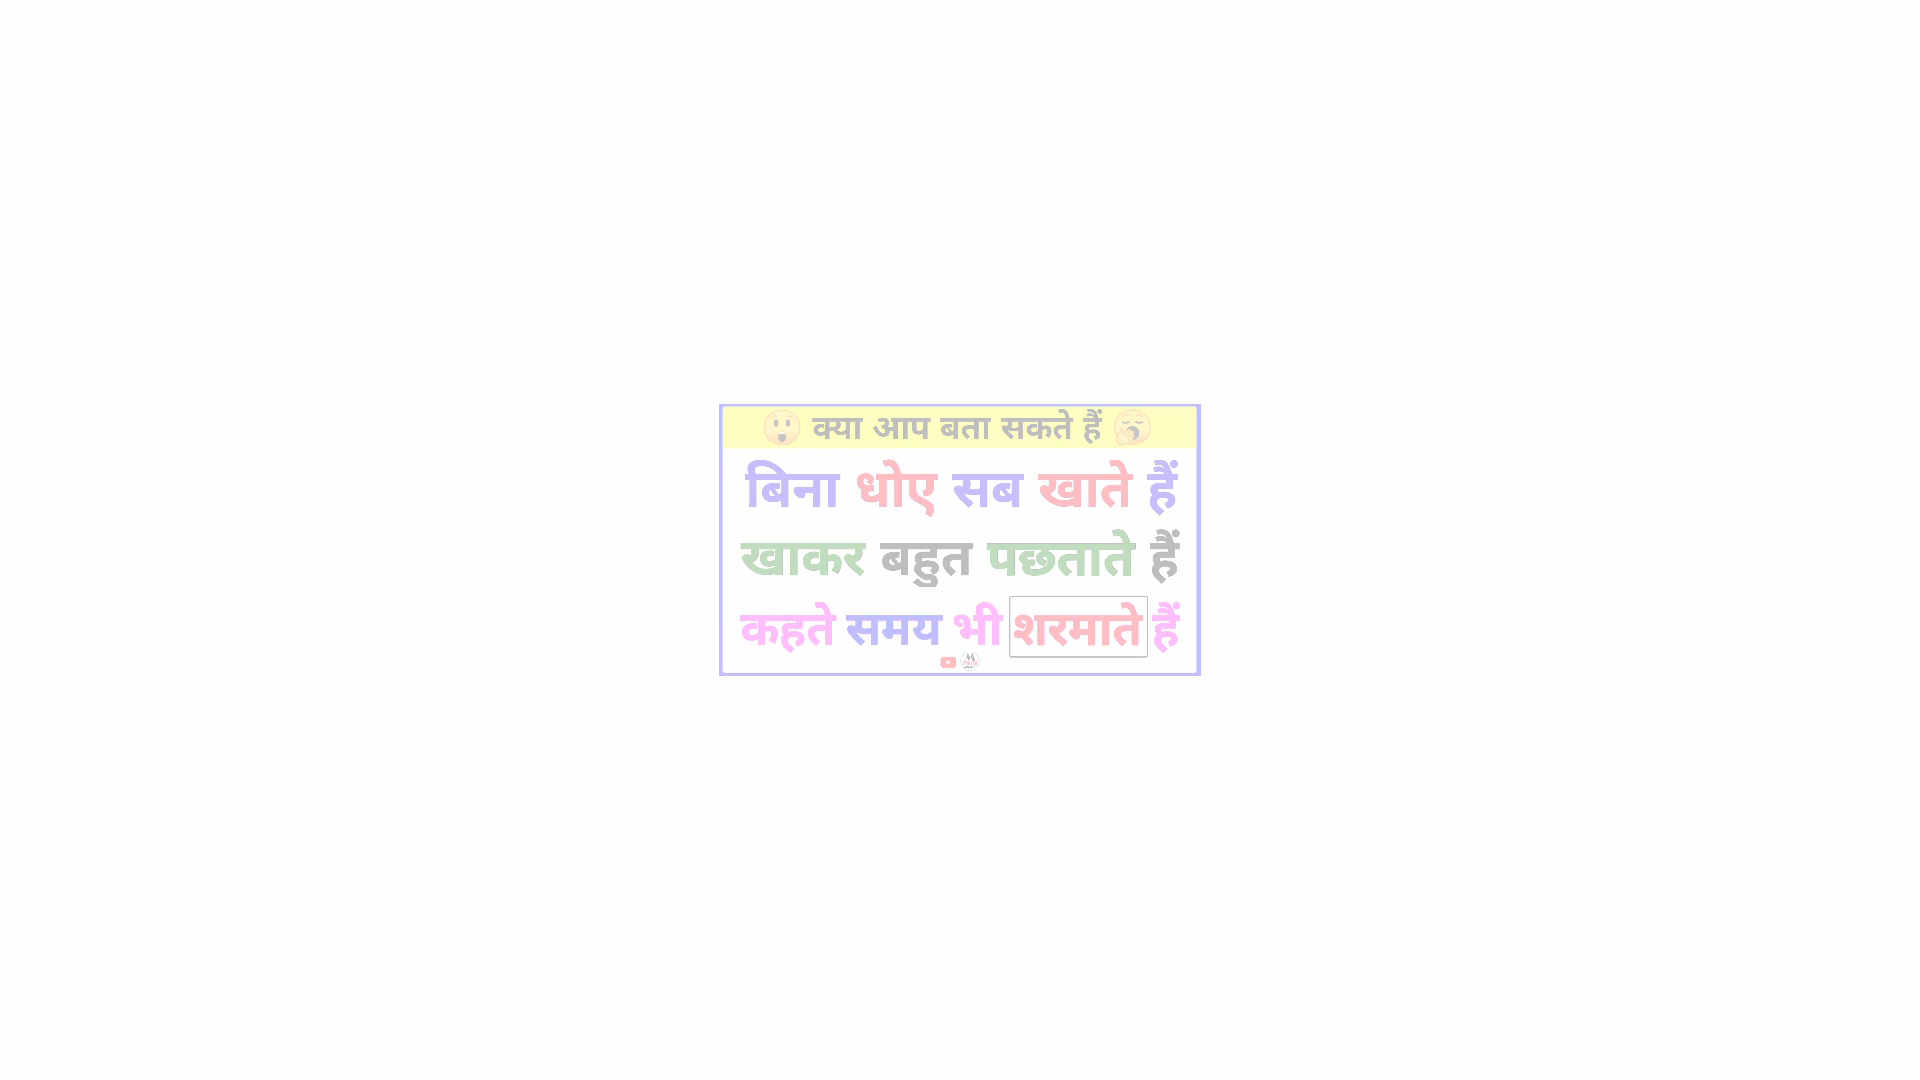 😲 क्या आप बता सकते हैं 🥱
बिना धोए सब खाते हैं
खाकर बहुत पछताते हैं
कहते समय भी शरमाते हैं